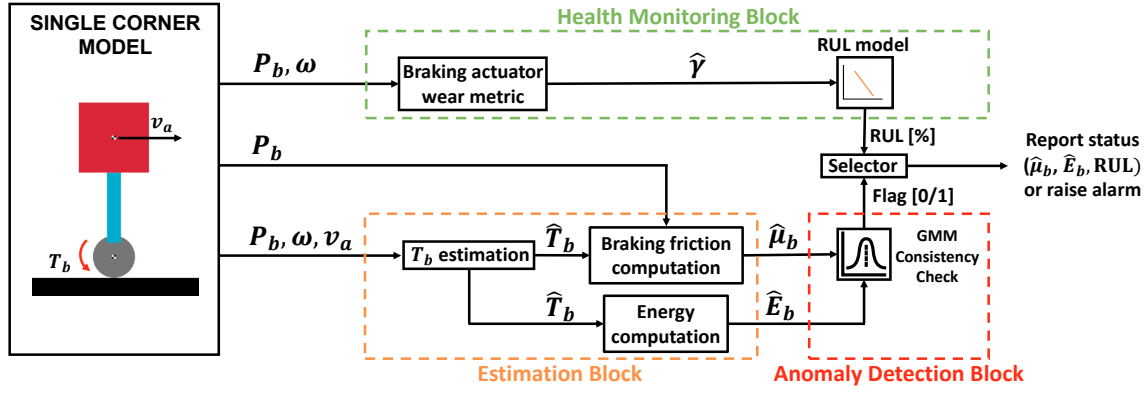 SINGLE CORNER
MODEL
v_a
T_b
Health Monitoring Block
P_b, ω
Braking actuator
wear metric
γ̂
RUL model
RUL [%]
P_b
Selector
Report status
(μ̂_b, Ê_b, RUL)
or raise alarm
Flag [0/1]
P_b, ω, v_a
T_b estimation
T̂_b
Braking friction
computation
μ̂_b
GMM
Consistency
Check
T̂_b
Energy
computation
Ê_b
Estimation Block
Anomaly Detection Block